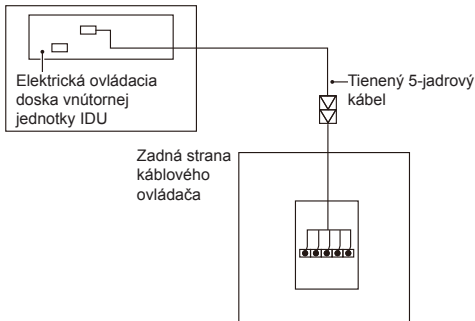 Elektrická ovládacia
doska vnútornej
jednotky IDU
Tienený 5-jadrový
kábel
Zadná strana
káblového
ovládača